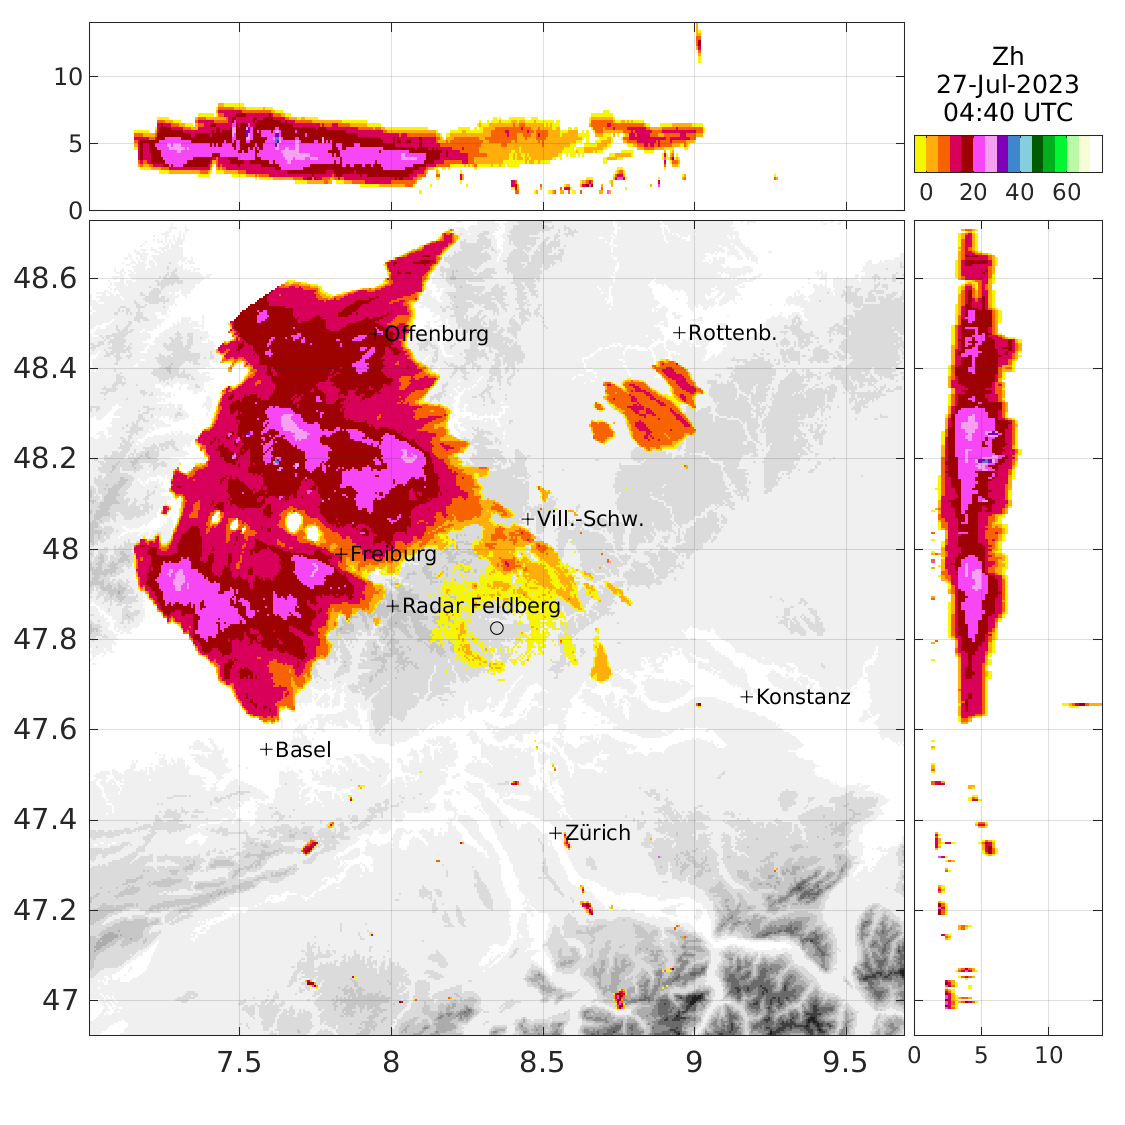 Zh
27-Jul-2023
04:40 UTC
0 20 40 60
10
5
0
48.6
48.4
48.2
48
47.8
47.6
47.4
47.2
47
Offenburg
Rottenb.
Vill.-Schw.
Freiburg
Radar Feldberg
Konstanz
Basel
Zürich
7.5 8 8.5 9 9.5
0 5 10